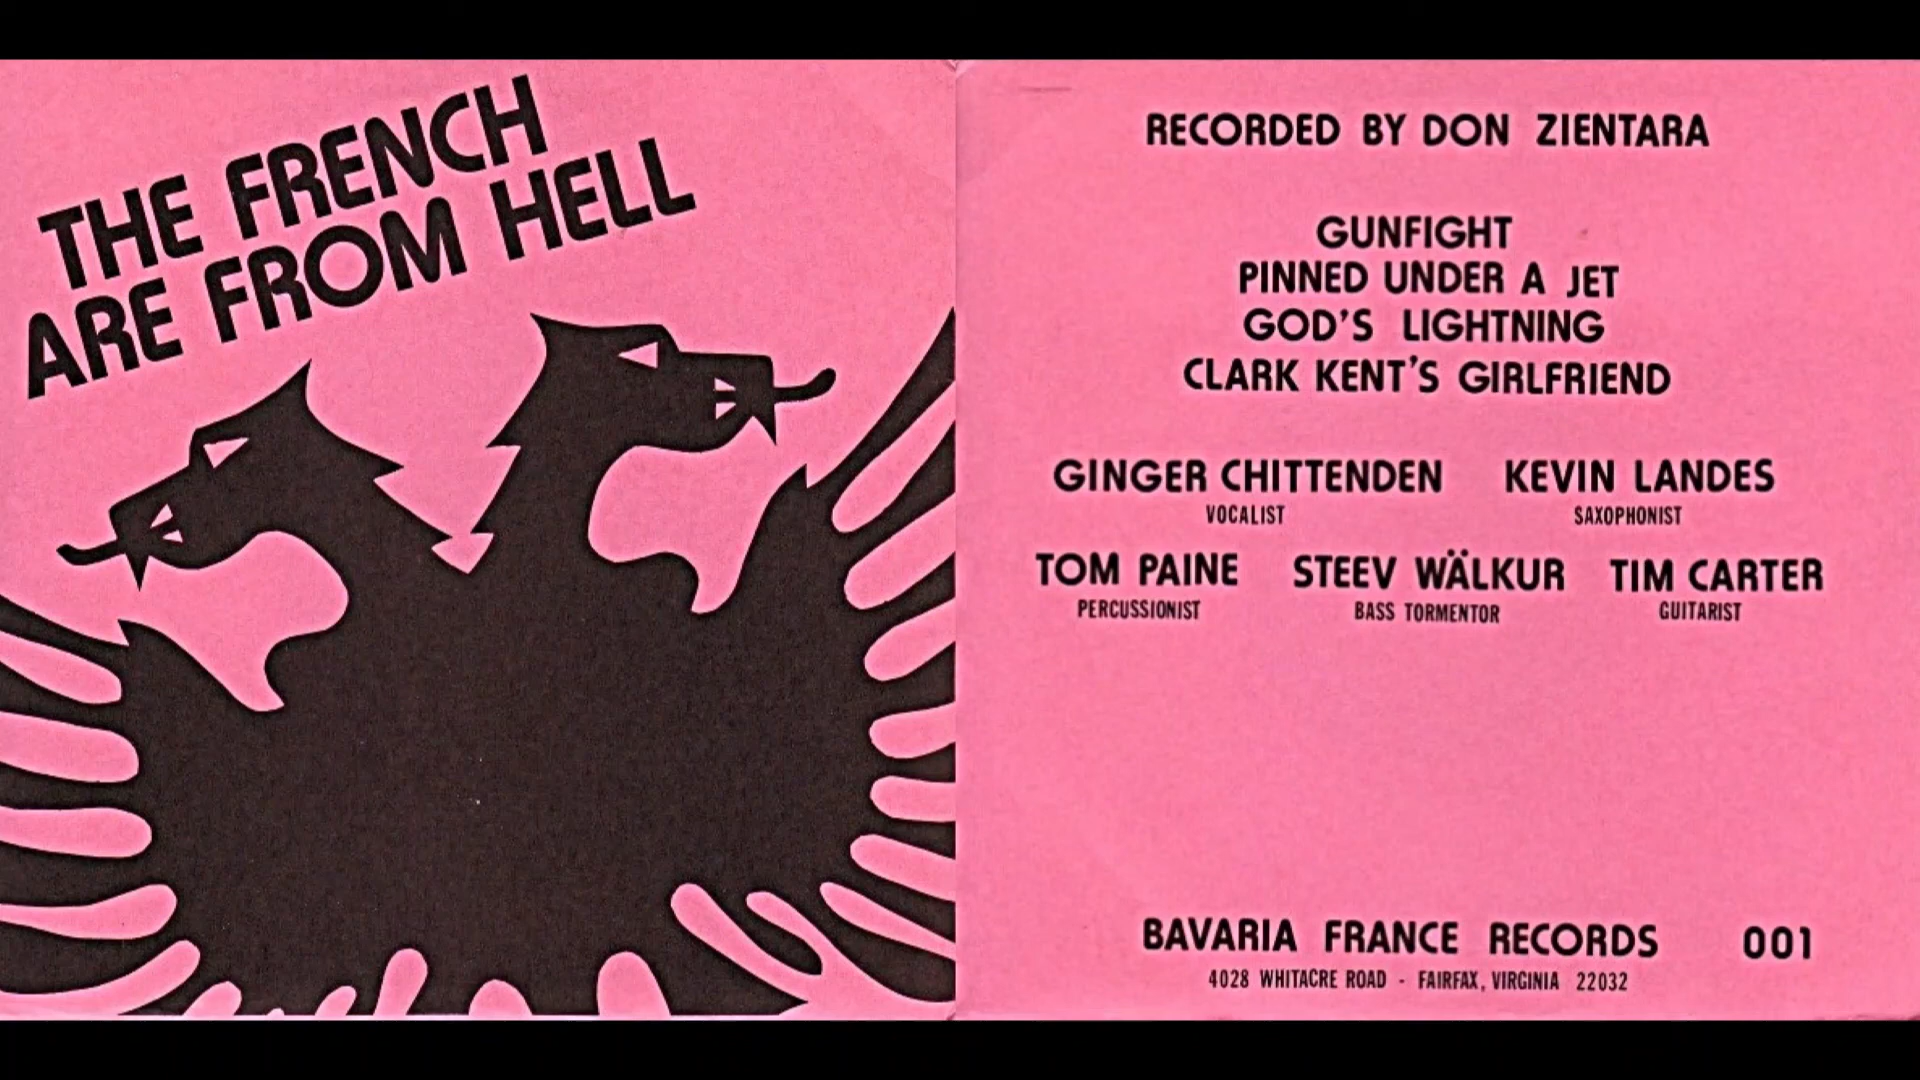 THE FRENCH
ARE FROM HELL
RECORDED BY DON ZIENTARA
GUNFIGHT
PINNED UNDER A JET
GOD'S LIGHTNING
CLARK KENT'S GIRLFRIEND
GINGER CHITTENDEN KEVIN LANDES
VOCALIST SAXOPHONIST
TOM PAINE STEEV WÄLKUR TIM CARTER
PERCUSSIONIST BASS TORMENTOR GUITARIST
BAVARIA FRANCE RECORDS 001
4028 WHITACRE ROAD - FAIRFAX, VIRGINIA 22032